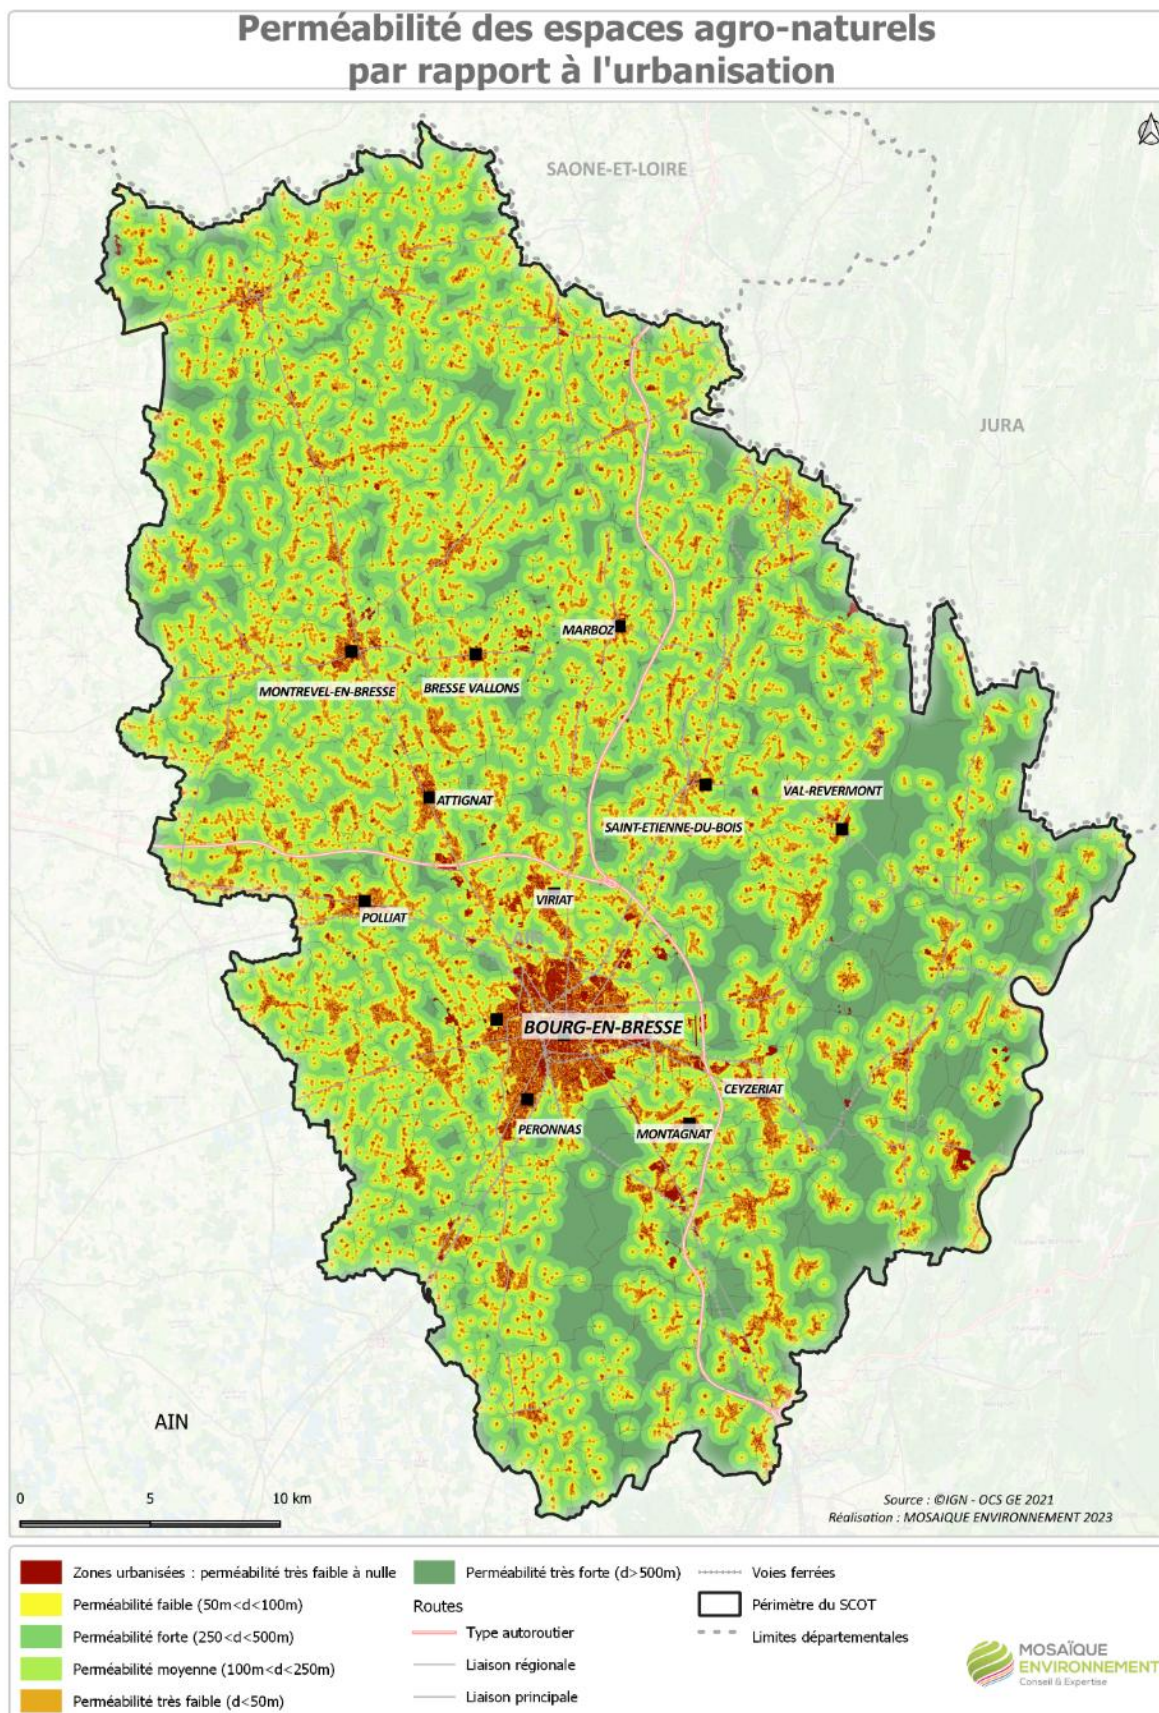 Perméabilité des espaces agro-naturels
par rapport à l'urbanisation
SAONE-ET-LOIRE
JURA
MARBOZ
MONTREVEL-EN-BRESSE
BRESSE VALLONS
ATTIGNAT
VAL-REVERMONT
SAINT-ETIENNE-DU-BOIS
VIRIAT
POLLIAT
AIN
BOURG-EN-BRESSE
CEYZERIAT
PERONNAS
MONTAGNAT
AIN
0 5 10 km
Source : ©IGN - OCS GE 2021
Réalisation : MOSAIQUE ENVIRONNEMENT 2023
Zones urbanisées : perméabilité très faible à nulle
Perméabilité faible (50m<d<100m)
Perméabilité forte (250<d<500m)
Perméabilité moyenne (100m<d<250m)
Perméabilité très faible (d<50m)
Perméabilité très forte (d>500m)
Routes
Type autoroutier
Liaison régionale
Liaison principale
Voies ferrées
Périmètre du SCOT
Limites départementales
MOSAÏQUE
ENVIRONNEMENT
Conseil & Expertise